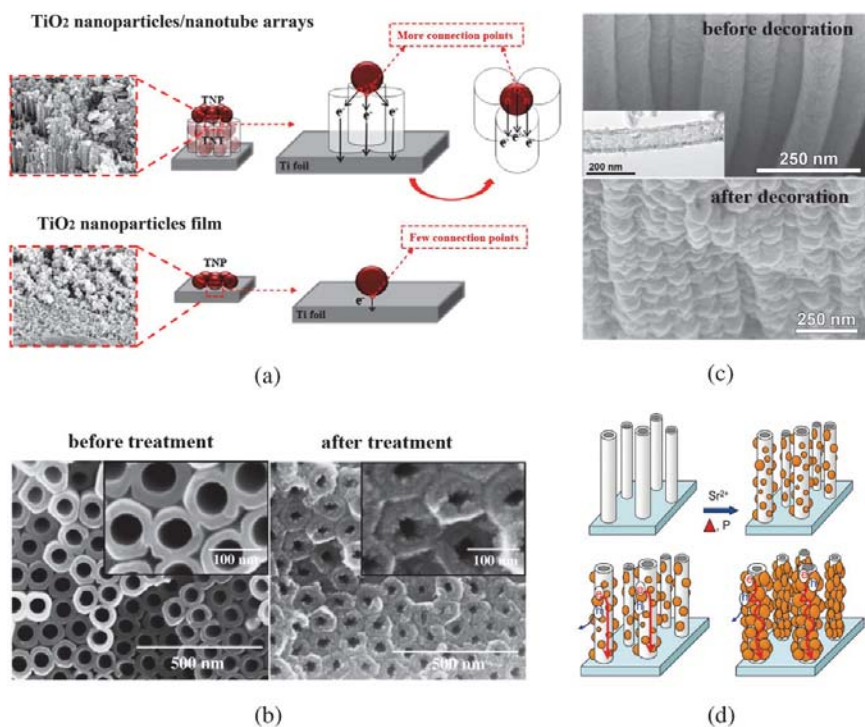 TiO2 nanoparticles/nanotube arrays
More connection points
TNP
TNT
e⁻ e⁻ e⁻
e⁻ e⁻ e⁻
Ti foil
TiO2 nanoparticles film
Few connection points
TNP
e⁻
Ti foil
(a)
before decoration
200 nm
250 nm
after decoration
250 nm
(c)
before treatment
after treatment
100 nm
100 nm
500 nm
500 nm
(b)
Sr²⁺
, P
(d)